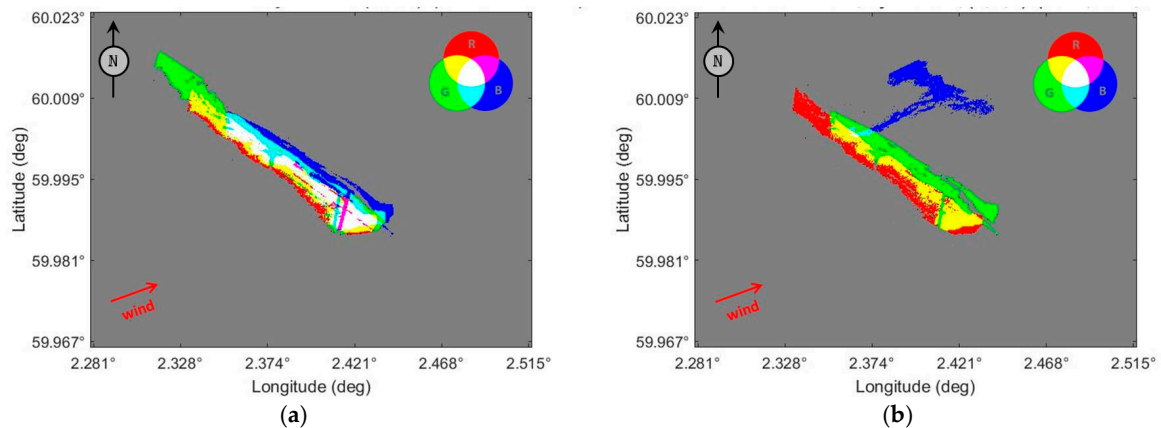 60.023°
60.009°
59.995°
59.981°
59.967°
Latitude (deg)
N
R
G
B
wind
2.281°
2.328°
2.374°
2.421°
2.468°
2.515°
Longitude (deg)
(a)
60.023°
60.009°
59.995°
59.981°
59.967°
Latitude (deg)
N
R
G
B
wind
2.281°
2.328°
2.374°
2.421°
2.468°
2.515°
Longitude (deg)
(b)